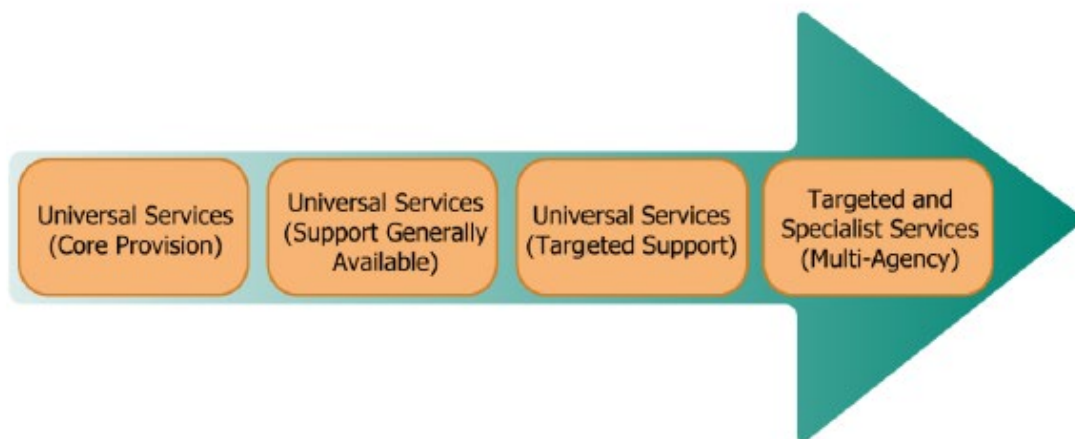 Universal Services
(Core Provision)
Universal Services
(Support Generally
Available)
Universal Services
(Targeted Support)
Targeted and
Specialist Services
(Multi-Agency)